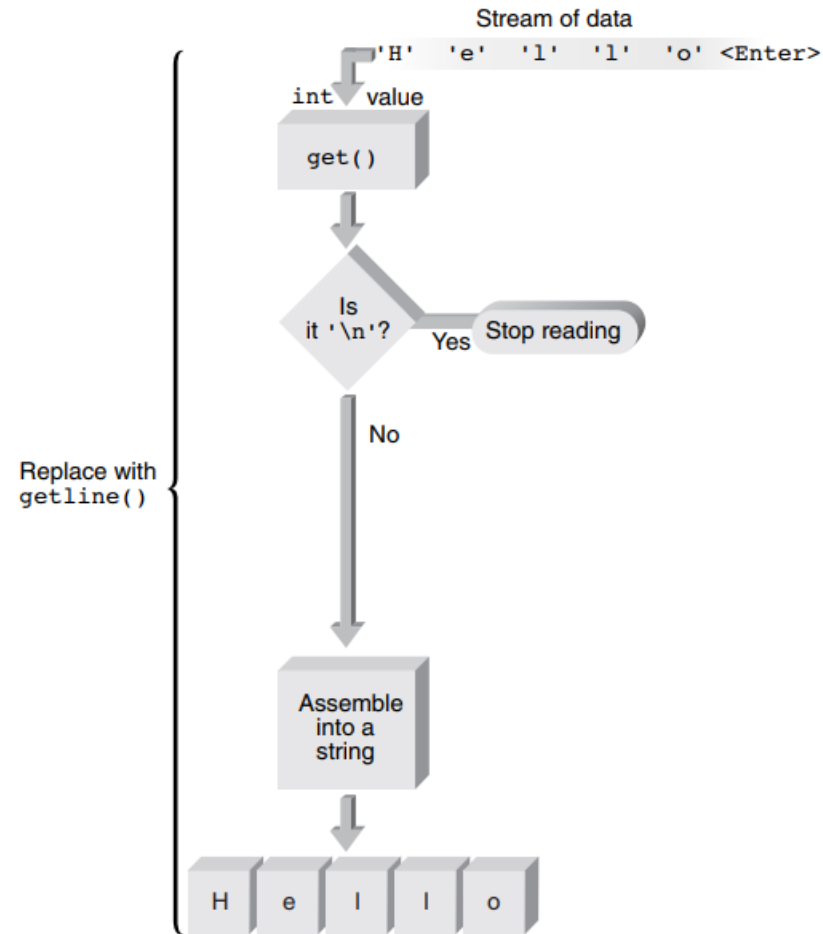 Stream of data
'H' 'e' 'l' 'l' 'o' <Enter>
int value
get()
Is
it '\n'?
Yes
Stop reading
No
Replace with
getline()
Assemble
into a
string
H e l l o